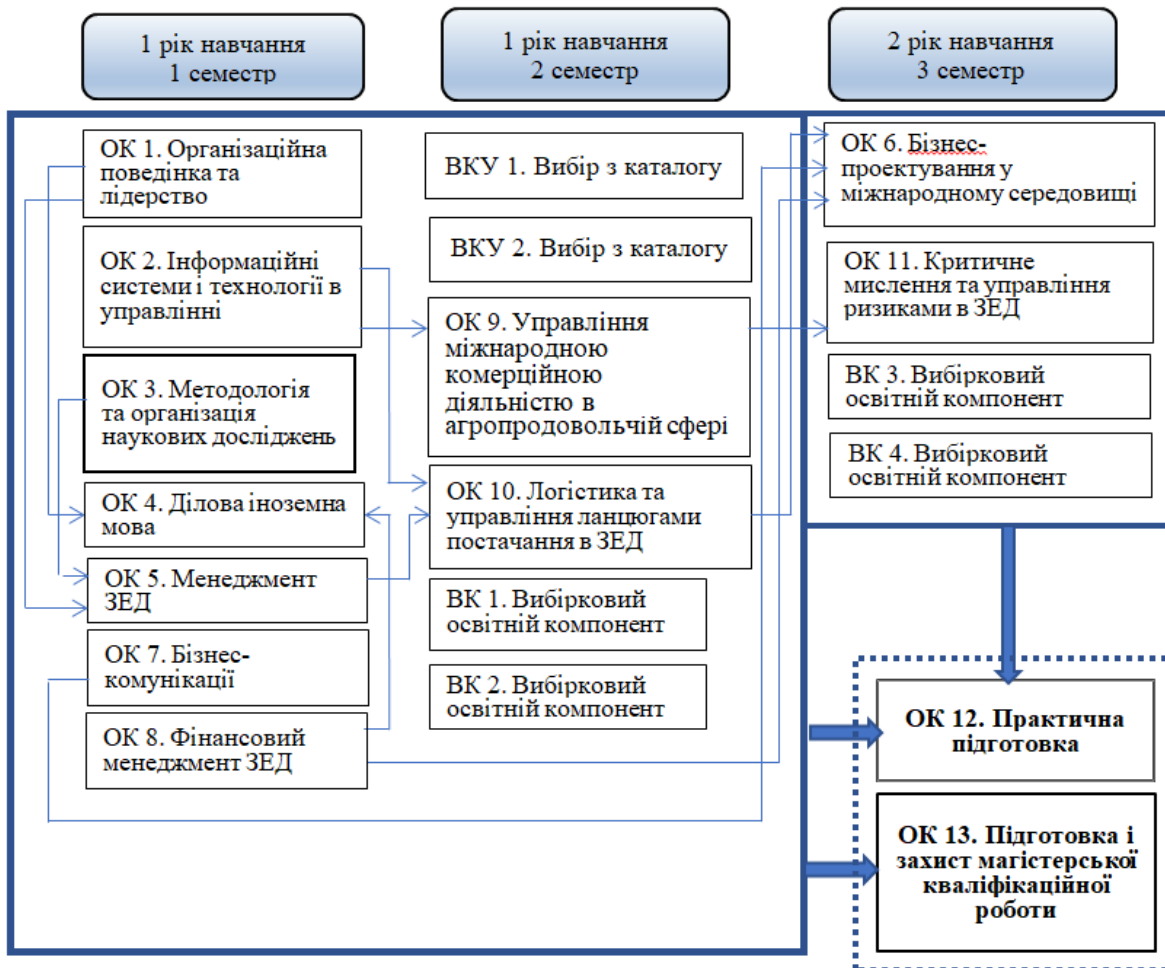 1 рік навчання
1 семестр
1 рік навчання
2 семестр
2 рік навчання
3 семестр
ОК 1. Організаційна
поведінка та
лідерство
ОК 2. Інформаційні
системи і технології в
управлінні
ОК 3. Методологія
та організація
наукових досліджень
ОК 4. Ділова іноземна
мова
ОК 5. Менеджмент
ЗЕД
ОК 7. Бізнес-
комунікації
ОК 8. Фінансовий
менеджмент ЗЕД
ВКУ 1. Вибір з каталогу
ВКУ 2. Вибір з каталогу
ОК 9. Управління
міжнародною
комерційною
діяльністю в
агропродовольчій сфері
ОК 10. Логістика та
управління ланцюгами
постачання в ЗЕД
ВК 1. Вибірковий
освітній компонент
ВК 2. Вибірковий
освітній компонент
ОК 6. Бізнес-
проектування у
міжнародному середовищі
ОК 11. Критичне
мислення та управління
ризиками в ЗЕД
ВК 3. Вибірковий
освітній компонент
ВК 4. Вибірковий
освітній компонент
ОК 12. Практична
підготовка
ОК 13. Підготовка і
захист магістерської
кваліфікаційної
роботи